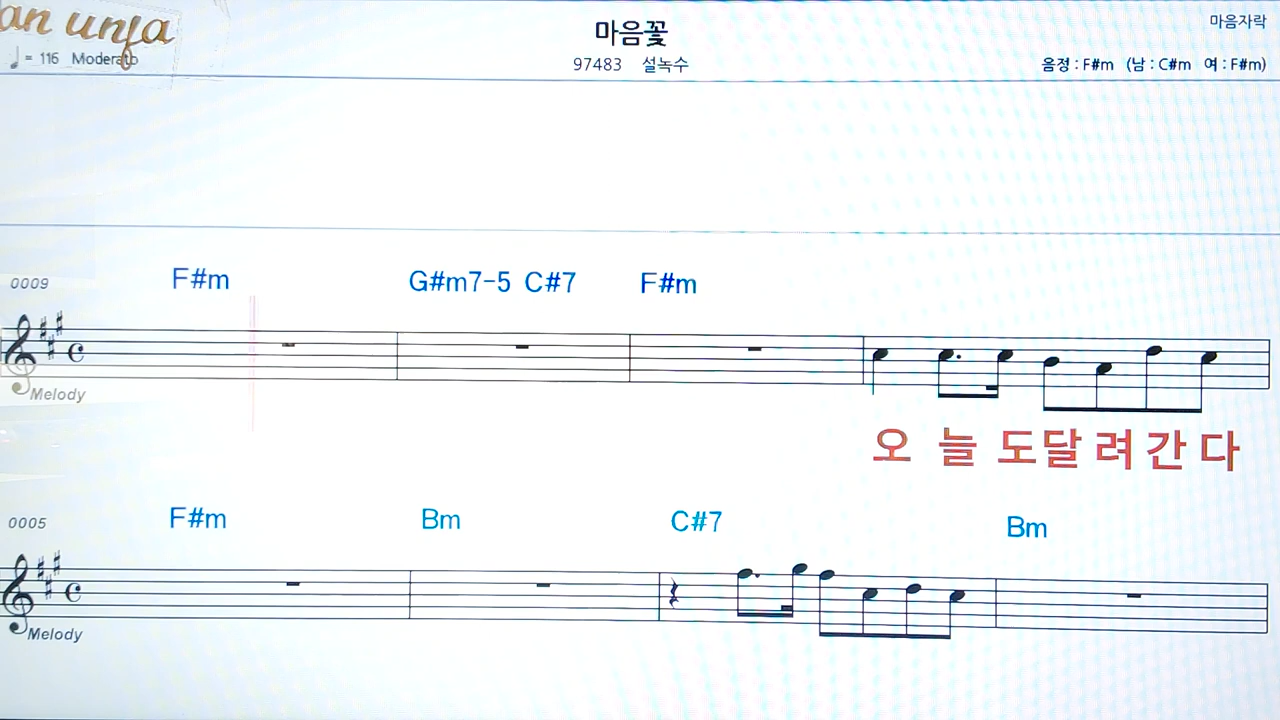 an unja
♩ = 116 Moderato
마음꽃
97483 설녹수
마음자락
음정 : F#m (남 : C#m 여 : F#m)
0009
F#m G#m7-5 C#7 F#m
Melody
오 늘 도달 려 간 다
0005
F#m Bm C#7 Bm
Melody